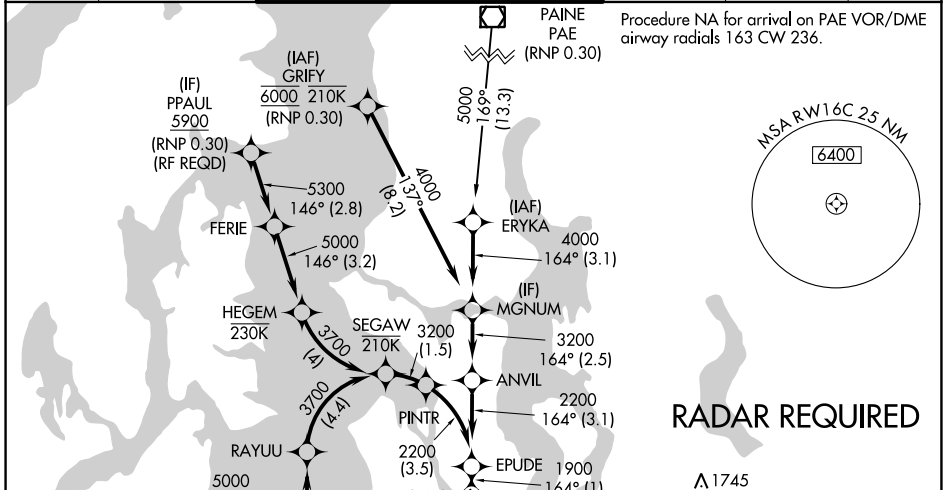 PAINE
PAE
(RNP 0.30)
Procedure NA for arrival on PAE VOR/DME
airway radials 163 CW 236.
(IAF)
GRIFY
6000 210K
(RNP 0.30)
(IF)
PPAUL
5900
(RNP 0.30)
(RF REQD)
5000
169°
(13.3)
MSA RW16C 25 NM
6400
4000
137°
(8.2)
5300
146° (2.8)
FERIE
(IAF)
ERYKA
5000
146° (3.2)
4000
164° (3.1)
(IF)
MGNUM
HEGEM
230K
3700
(4)
SEGAW
210K
3200
(1.5)
3200
164° (2.5)
ANVIL
PINTR
2200
164° (3.1)
RADAR REQUIRED
3700
(4.4)
RAYUU
2200
(3.5)
EPUDE
1900
164° (1)
5000
1745